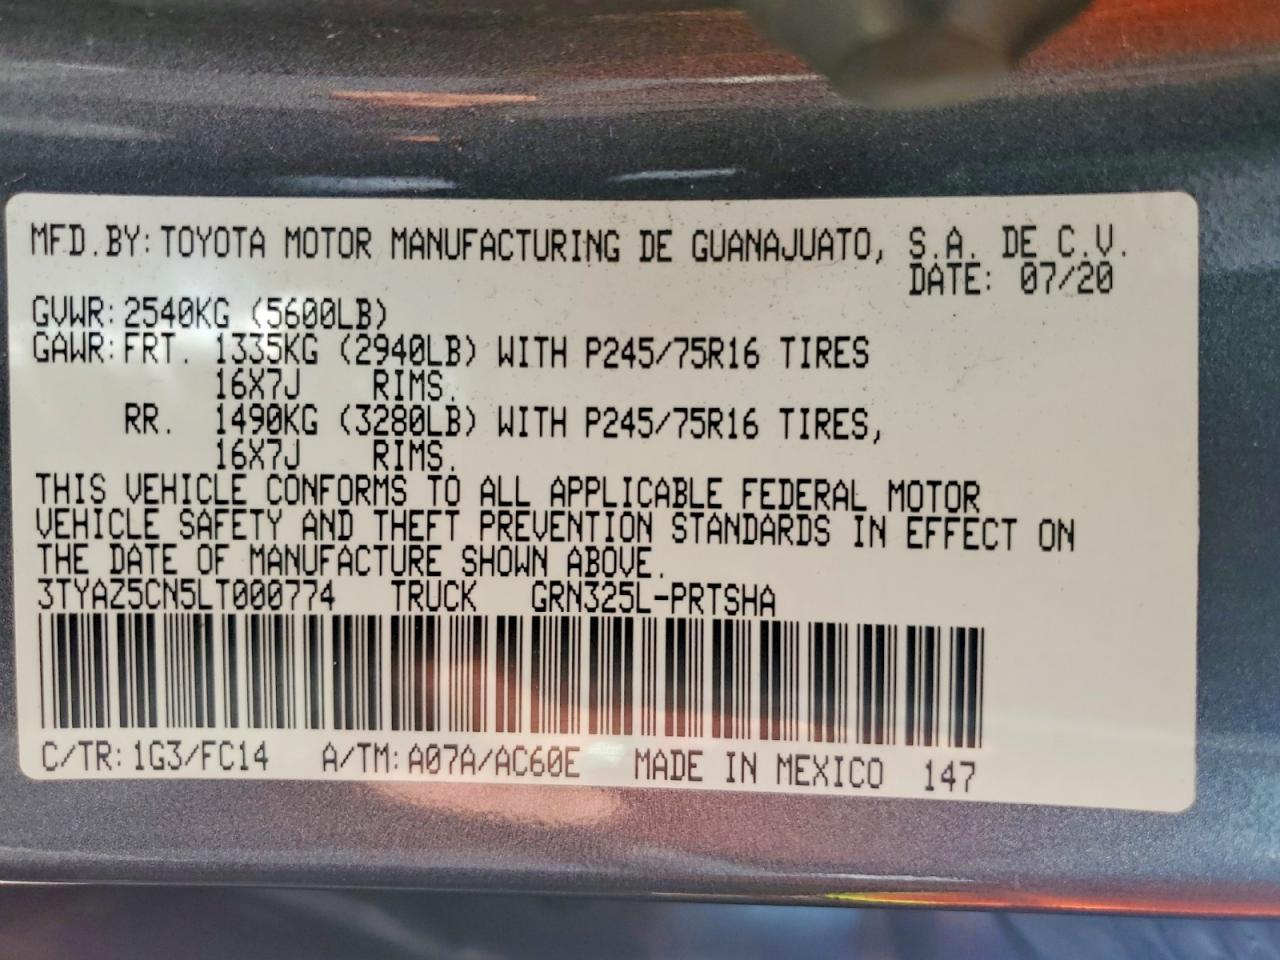 MFD.BY:TOYOTA MOTOR MANUFACTURING DE GUANAJUATO, S.A. DE C.V.
DATE: 07/20
GVWR:2540KG (5600LB)
GAWR:FRT. 1335KG (2940LB) WITH P245/75R16 TIRES
16X7J RIMS.
RR. 1490KG (3280LB) WITH P245/75R16 TIRES,
16X7J RIMS.
THIS VEHICLE CONFORMS TO ALL APPLICABLE FEDERAL MOTOR
VEHICLE SAFETY AND THEFT PREVENTION STANDARDS IN EFFECT ON
THE DATE OF MANUFACTURE SHOWN ABOVE.
3TYAZ5CN5LT000774 TRUCK GRN325L-PRTSHA
C/TR:1G3/FC14 A/TM:A07A/AC60E MADE IN MEXICO 147